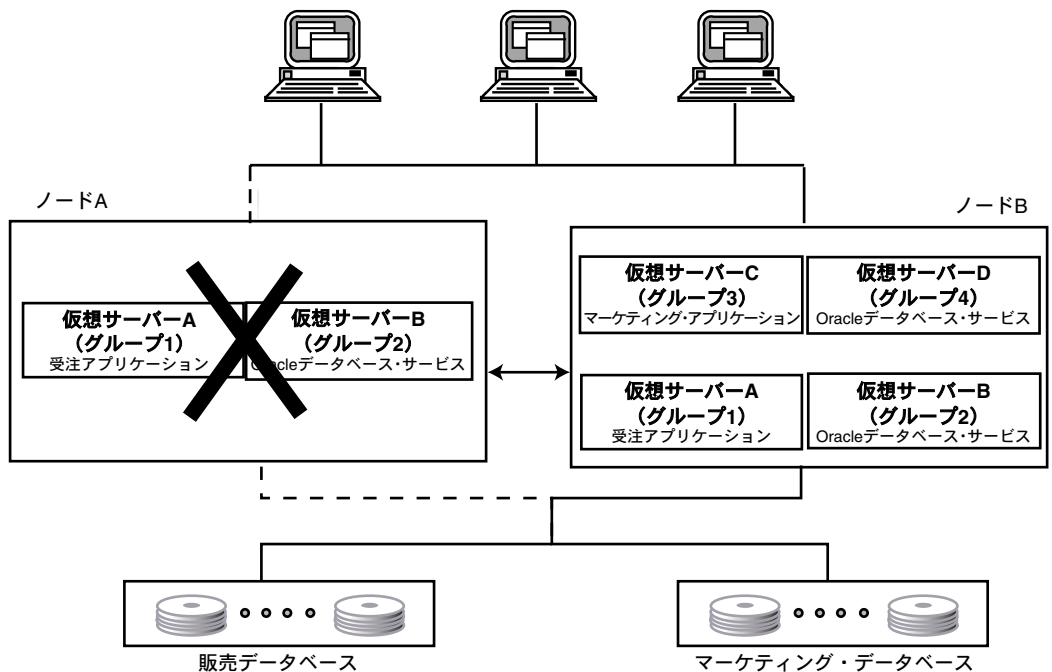 ノードA
ノードB
仮想サーバーA
(グループ1)
受注アプリケーション
仮想サーバーB
(グループ2)
cleデータベース・サービス
仮想サーバーC
(グループ3)
マーケティング・アプリケーション
仮想サーバーD
(グループ4)
Oracleデータベース・サービス
仮想サーバーA
(グループ1)
受注アプリケーション
仮想サーバーB
(グループ2)
Oracleデータベース・サービス
販売データベース
マーケティング・データベース